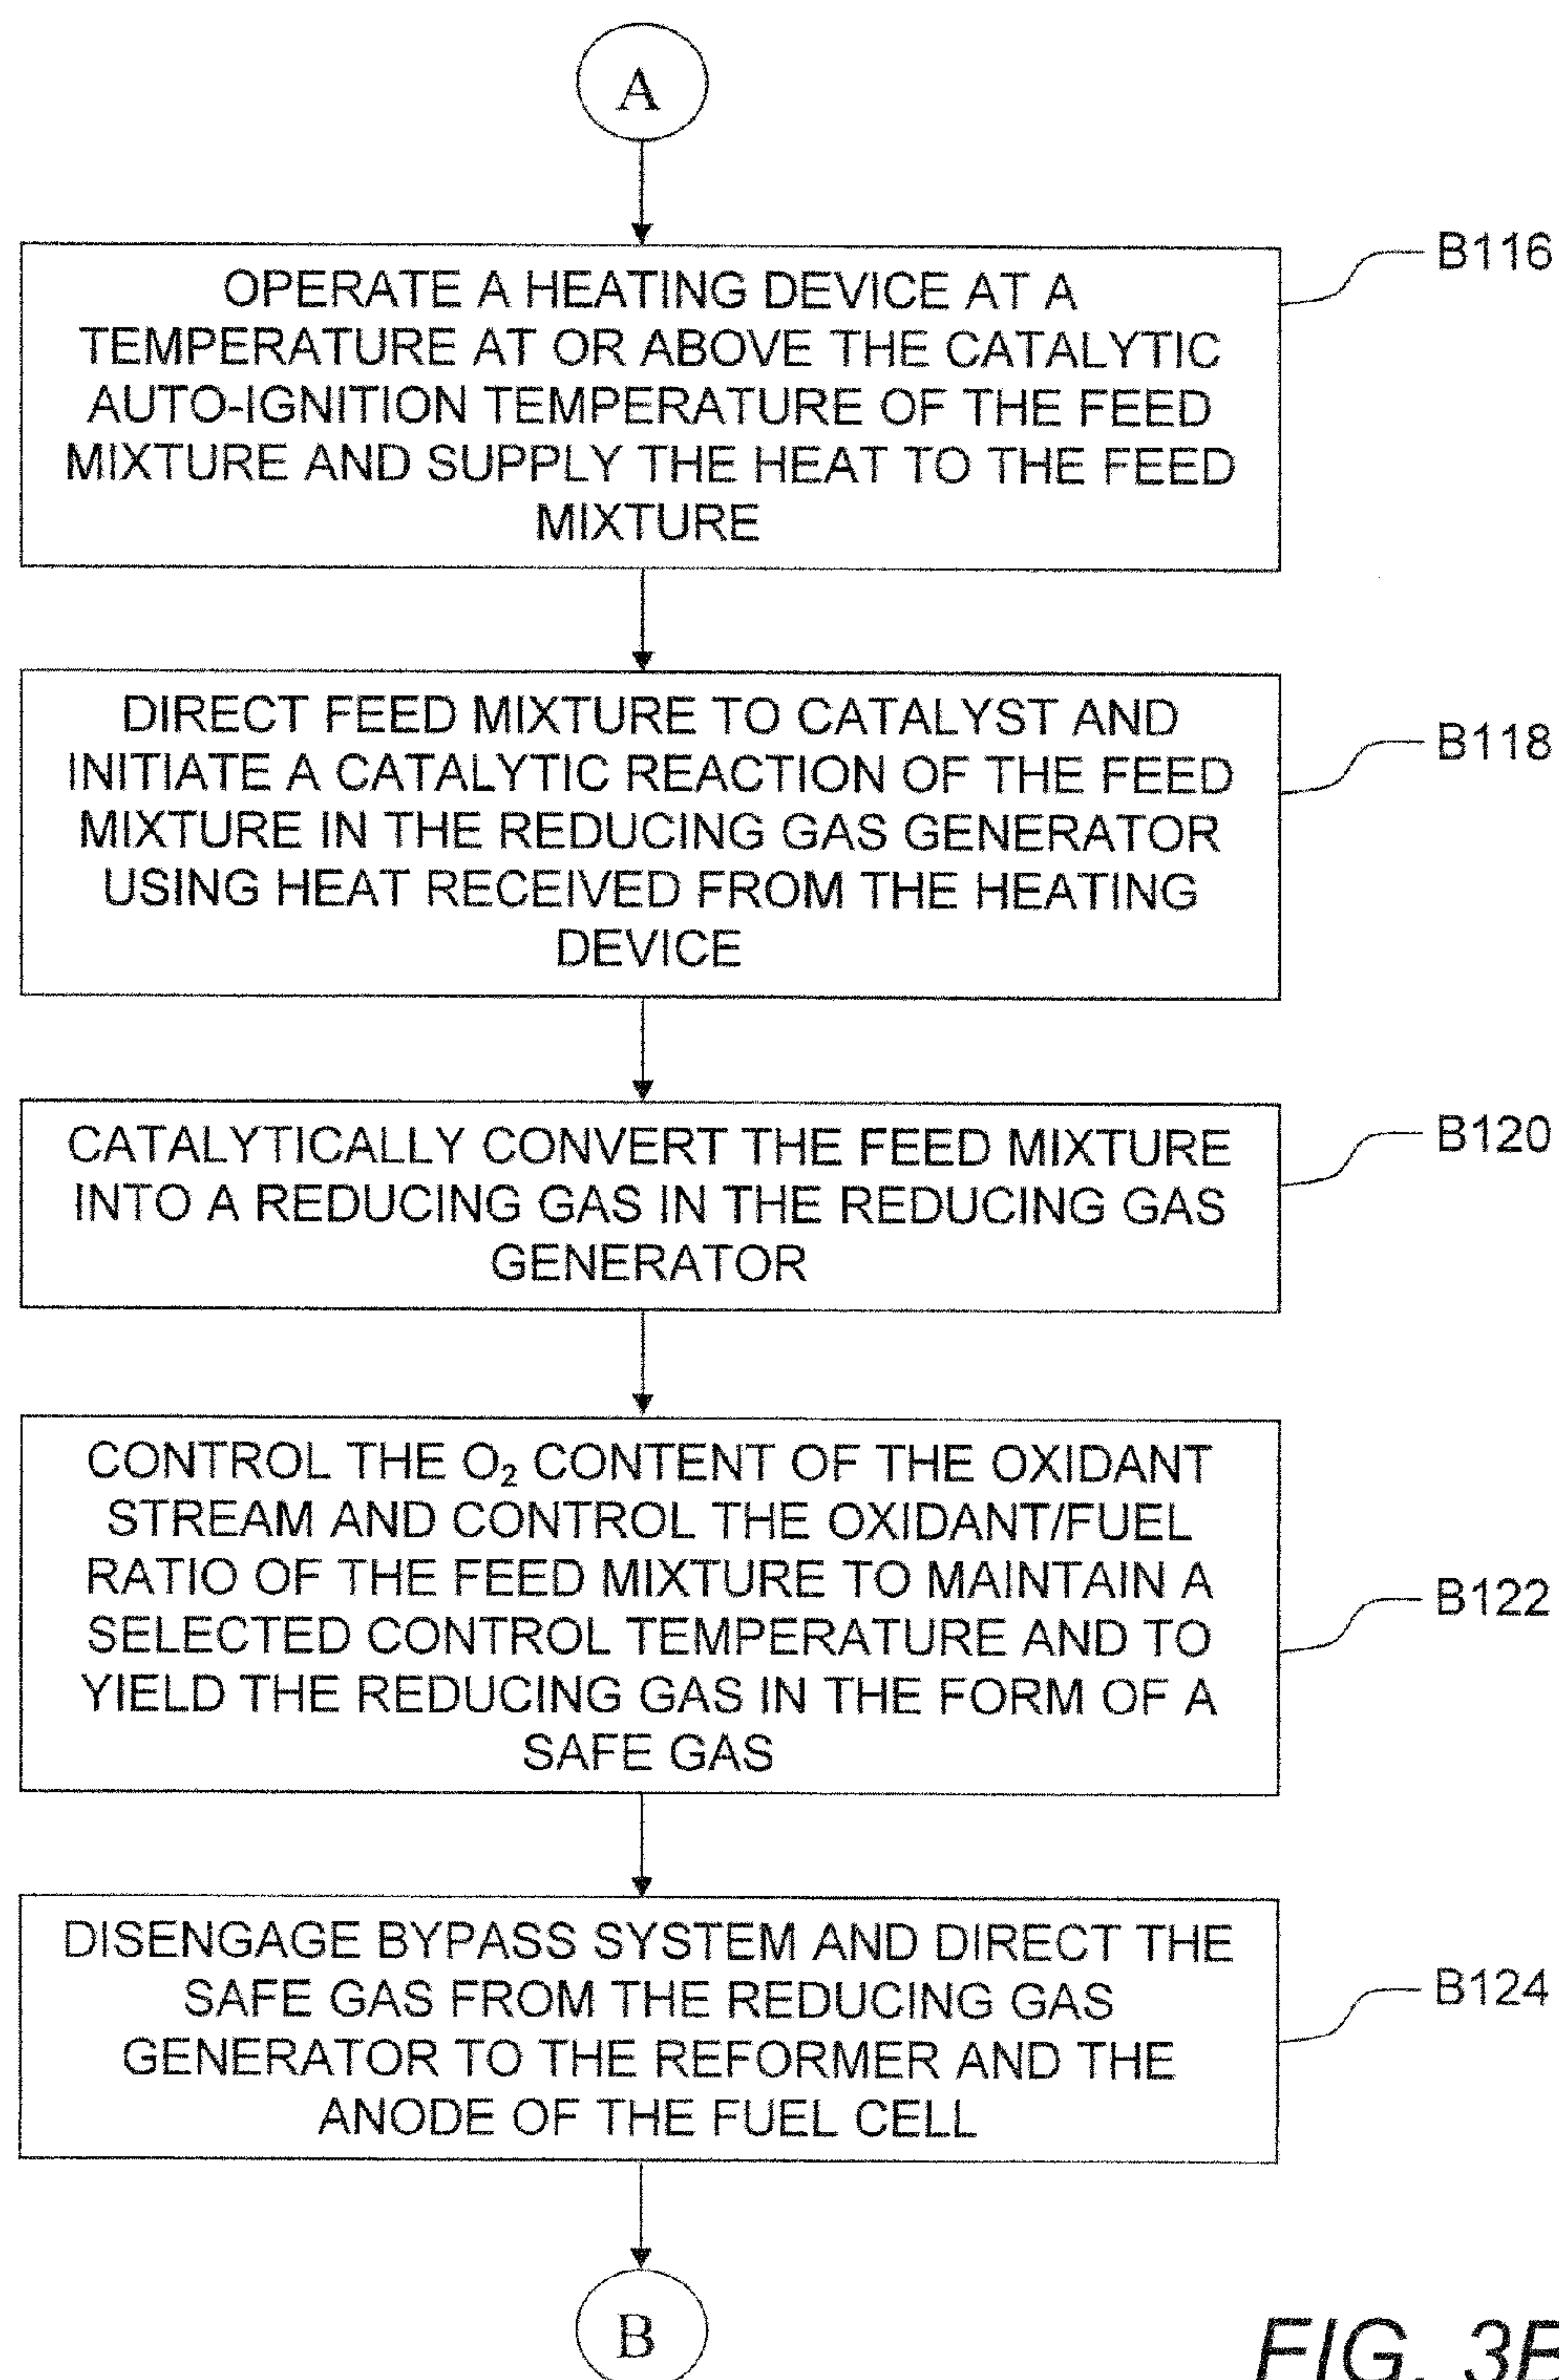 A
OPERATE A HEATING DEVICE AT A
TEMPERATURE AT OR ABOVE THE CATALYTIC
AUTO-IGNITION TEMPERATURE OF THE FEED
MIXTURE AND SUPPLY THE HEAT TO THE FEED
MIXTURE
B116
DIRECT FEED MIXTURE TO CATALYST AND
INITIATE A CATALYTIC REACTION OF THE FEED
MIXTURE IN THE REDUCING GAS GENERATOR
USING HEAT RECEIVED FROM THE HEATING
DEVICE
B118
CATALYTICALLY CONVERT THE FEED MIXTURE
INTO A REDUCING GAS IN THE REDUCING GAS
GENERATOR
B120
CONTROL THE O₂ CONTENT OF THE OXIDANT
STREAM AND CONTROL THE OXIDANT/FUEL
RATIO OF THE FEED MIXTURE TO MAINTAIN A
SELECTED CONTROL TEMPERATURE AND TO
YIELD THE REDUCING GAS IN THE FORM OF A
SAFE GAS
B122
DISENGAGE BYPASS SYSTEM AND DIRECT THE
SAFE GAS FROM THE REDUCING GAS
GENERATOR TO THE REFORMER AND THE
ANODE OF THE FUEL CELL
B124
B
FIG. 3B